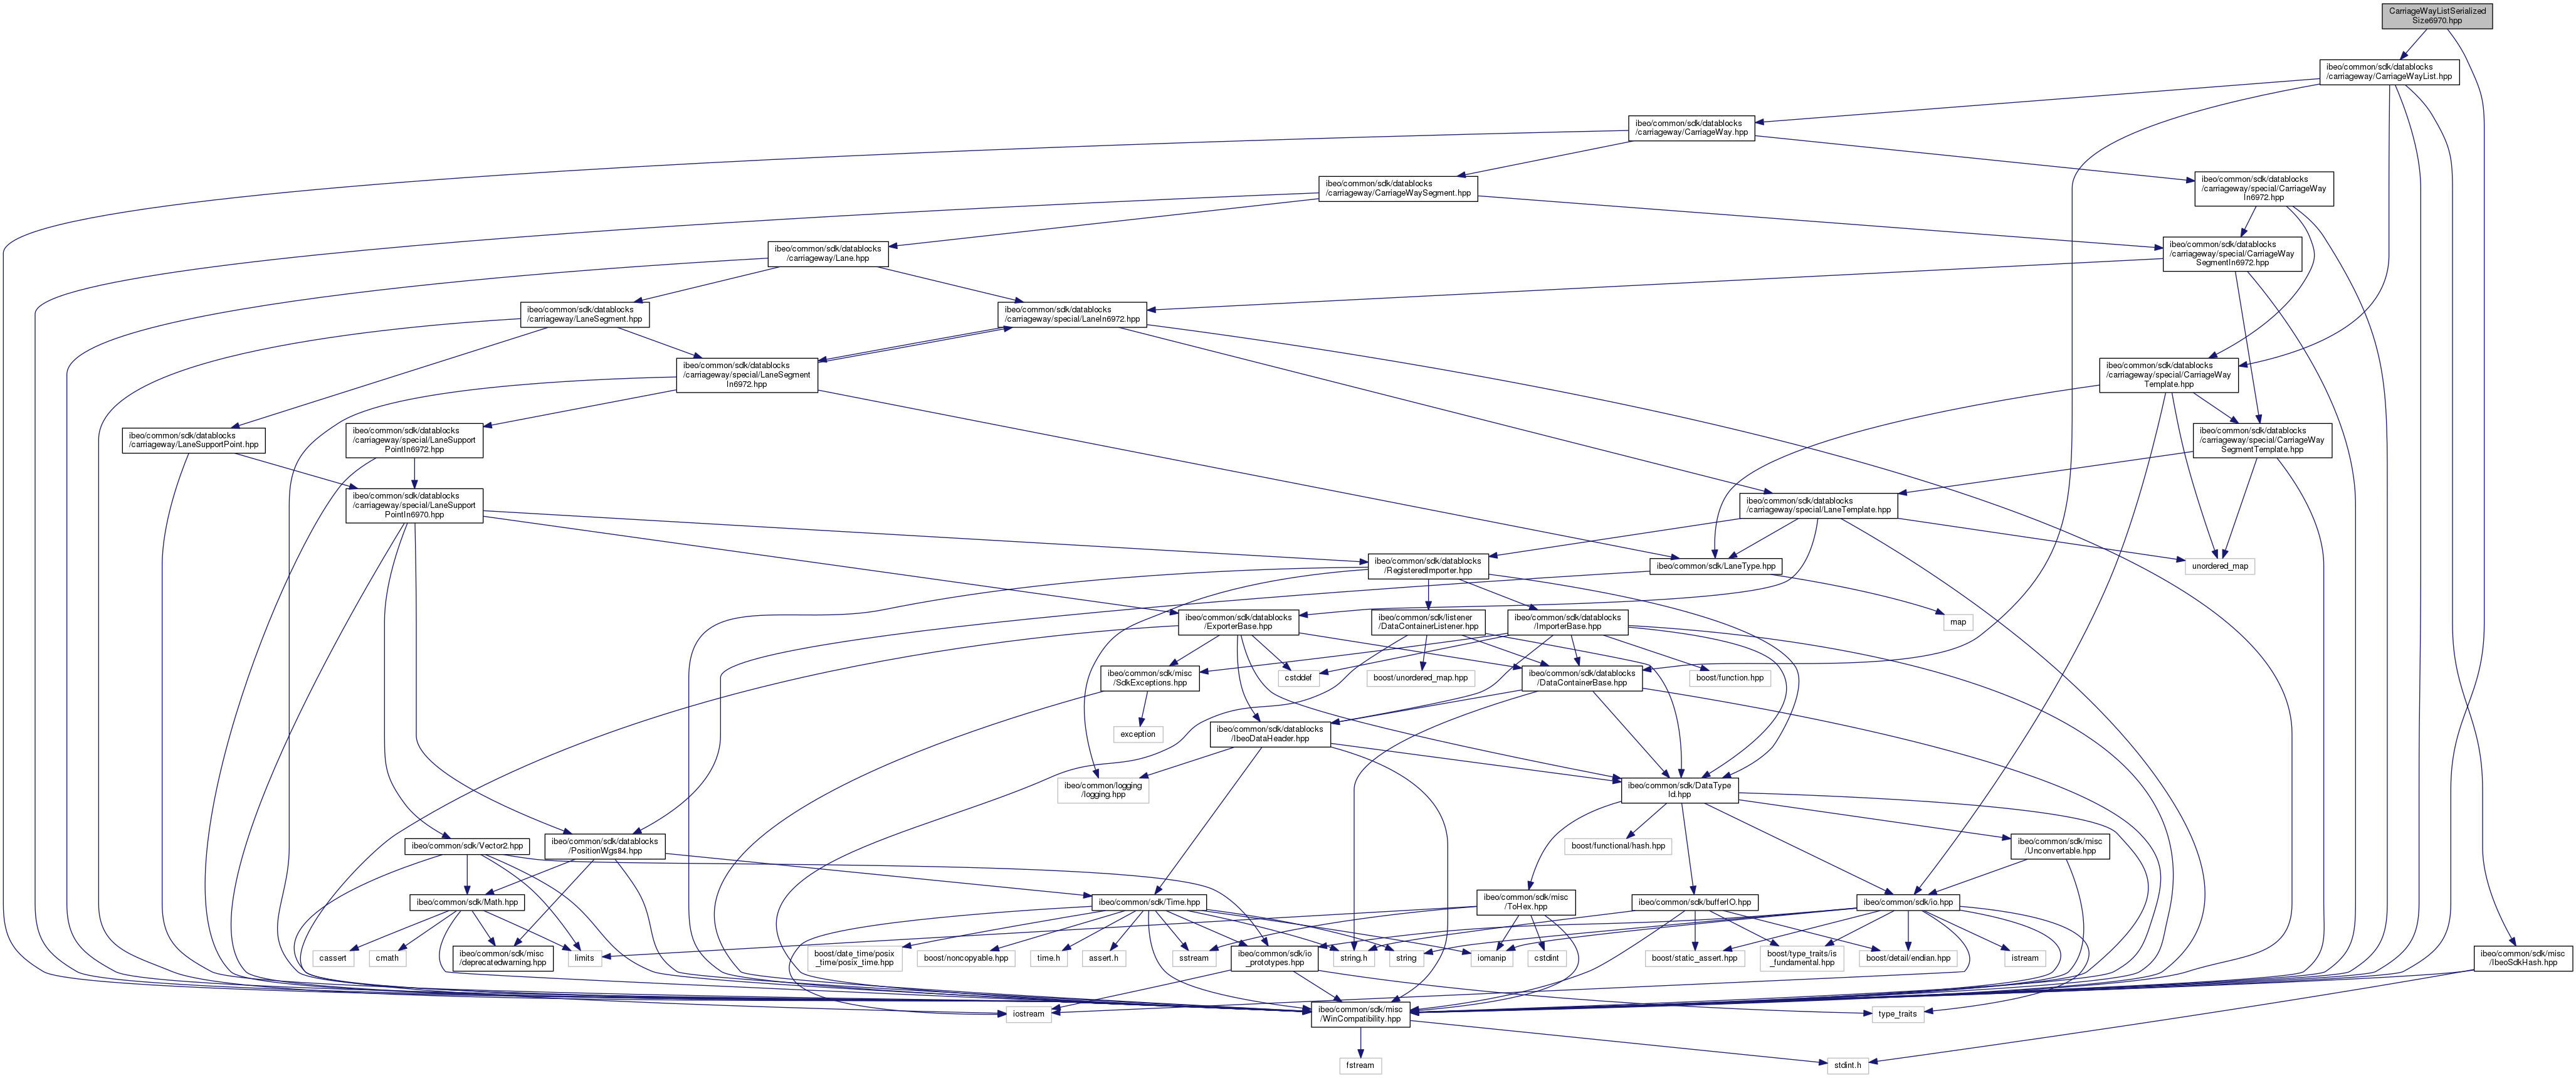 CarriageWayListSerialized
Size6970.hpp
ibeo/common/sdk/datablocks
/carriageway/CarriageWayList.hpp
ibeo/common/sdk/datablocks
/carriageway/CarriageWay.hpp
ibeo/common/sdk/datablocks
/carriageway/CarriageWaySegment.hpp
ibeo/common/sdk/datablocks
/carriageway/special/CarriageWay
In6972.hpp
ibeo/common/sdk/datablocks
/carriageway/Lane.hpp
ibeo/common/sdk/datablocks
/carriageway/special/CarriageWay
SegmentIn6972.hpp
ibeo/common/sdk/datablocks
/carriageway/LaneSegment.hpp
ibeo/common/sdk/datablocks
/carriageway/special/LaneIn6972.hpp
ibeo/common/sdk/datablocks
/carriageway/special/LaneSegment
In6972.hpp
ibeo/common/sdk/datablocks
/carriageway/special/CarriageWay
Template.hpp
ibeo/common/sdk/datablocks
/carriageway/LaneSupportPoint.hpp
ibeo/common/sdk/datablocks
/carriageway/special/LaneSupport
PointIn6972.hpp
ibeo/common/sdk/datablocks
/carriageway/special/CarriageWay
SegmentTemplate.hpp
ibeo/common/sdk/datablocks
/carriageway/special/LaneSupport
PointIn6970.hpp
ibeo/common/sdk/datablocks
/carriageway/special/LaneTemplate.hpp
ibeo/common/sdk/datablocks
/RegisteredImporter.hpp
ibeo/common/sdk/LaneType.hpp
unordered_map
ibeo/common/sdk/datablocks
/ExporterBase.hpp
ibeo/common/sdk/listener
/DataContainerListener.hpp
ibeo/common/sdk/datablocks
/ImporterBase.hpp
map
ibeo/common/sdk/misc
/SdkExceptions.hpp
cstddef
boost/unordered_map.hpp
ibeo/common/sdk/datablocks
/DataContainerBase.hpp
boost/function.hpp
exception
ibeo/common/sdk/datablocks
/IbeoDataHeader.hpp
ibeo/common/logging
/logging.hpp
ibeo/common/sdk/DataType
Id.hpp
ibeo/common/sdk/Vector2.hpp
ibeo/common/sdk/datablocks
/PositionWgs84.hpp
boost/functional/hash.hpp
ibeo/common/sdk/misc
/Unconvertable.hpp
ibeo/common/sdk/Math.hpp
ibeo/common/sdk/Time.hpp
ibeo/common/sdk/misc
/ToHex.hpp
ibeo/common/sdk/bufferIO.hpp
ibeo/common/sdk/io.hpp
cassert
cmath
ibeo/common/sdk/misc
/deprecatedwarning.hpp
limits
boost/date_time/posix
_time/posix_time.hpp
boost/noncopyable.hpp
time.h
assert.h
sstream
ibeo/common/sdk/io
_prototypes.hpp
string.h
string
iomanip
cstdint
boost/static_assert.hpp
boost/type_traits/is
_fundamental.hpp
boost/detail/endian.hpp
istream
ibeo/common/sdk/misc
/IbeoSdkHash.hpp
iostream
ibeo/common/sdk/misc
/WinCompatibility.hpp
type_traits
fstream
stdint.h